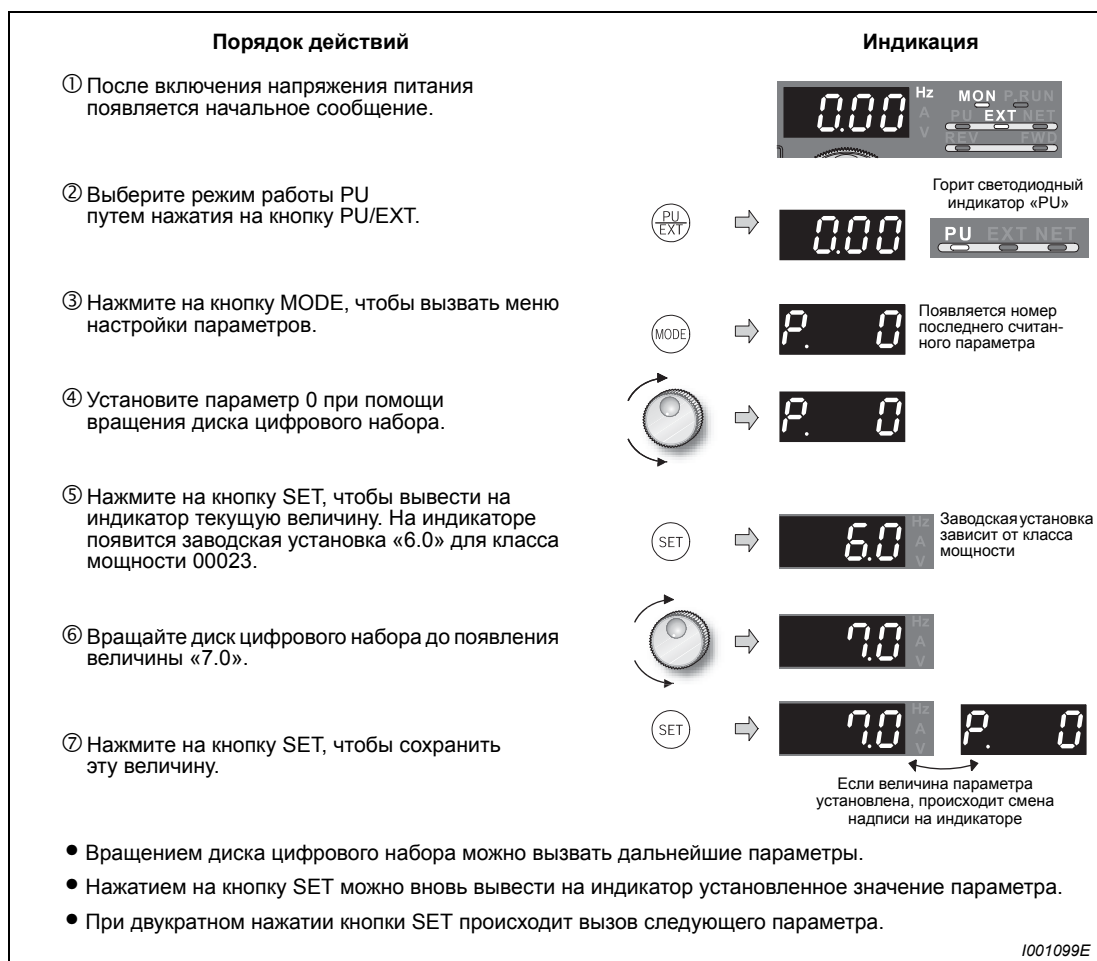 Порядок действий
Индикация
① После включения напряжения питания
появляется начальное сообщение.
0.00
Hz
A
V
MON P.RUN
PU EXT NET
REV FWD
② Выберите режим работы PU
путем нажатия на кнопку PU/EXT.
PU
EXT
0.00
Горит светодиодный
индикатор «PU»
PU EXT NET
③ Нажмите на кнопку MODE, чтобы вызвать меню
настройки параметров.
MODE
P. 0
Появляется номер
последнего считан-
ного параметра
④ Установите параметр 0 при помощи
вращения диска цифрового набора.
P. 0
⑤ Нажмите на кнопку SET, чтобы вывести на
индикатор текущую величину. На индикаторе
появится заводская установка «6.0» для класса
мощности 00023.
SET
6.0
Hz
A
V
Заводская установка
зависит от класса
мощности
⑥ Вращайте диск цифрового набора до появления
величины «7.0».
7.0
Hz
A
V
⑦ Нажмите на кнопку SET, чтобы сохранить
эту величину.
SET
7.0
Hz
A
V
P. 0
Если величина параметра
установлена, происходит смена
надписи на индикаторе
● Вращением диска цифрового набора можно вызвать дальнейшие параметры.
● Нажатием на кнопку SET можно вновь вывести на индикатор установленное значение параметра.
● При двукратном нажатии кнопки SET происходит вызов следующего параметра.
I001099E